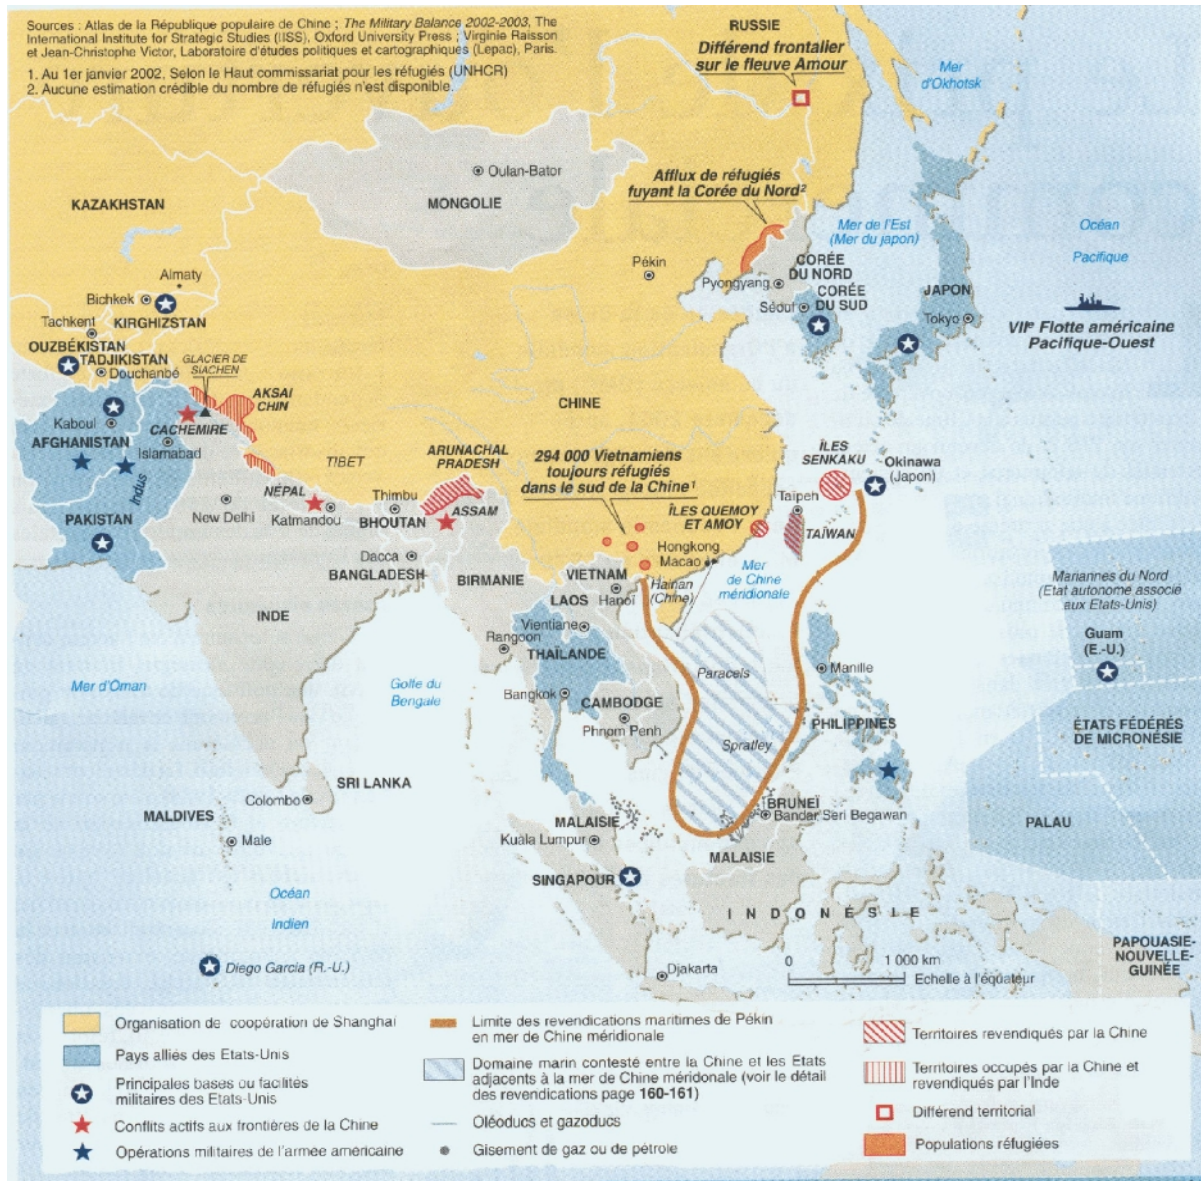 Sources : Atlas de la République populaire de Chine ; The Military Balance 2002-2003, The
International Institute for Strategic Studies (IISS), Oxford University Press ; Virginie Raisson
et Jean-Christophe Victor, Laboratoire d'études politiques et cartographiques (Lepac), Paris.
1. Au 1er janvier 2002, Selon le Haut commissariat pour les réfugiés (UNHCR)
2. Aucune estimation crédible du nombre de réfugiés n'est disponible.
RUSSIE
Différend frontalier
sur le fleuve Amour
Mer
d'Okhotsk
Oulan-Bator
MONGOLIE
KAZAKHSTAN
Afflux de réfugiés
fuyant la Corée du Nord²
Mer de l'Est
(Mer du japon)
Océan
Pacifique
Almaty
Bichkek
KIRGHIZSTAN
Tachkent
OUZBÉKISTAN
TADJIKISTAN
Douchanbé
GLACIER DE
SIACHEN
Pékin
Pyongyang
CORÉE
DU NORD
CORÉE
DU SUD
Séoul
JAPON
Tokyo
VIIe Flotte américaine
Pacifique-Ouest
AKSAI
CHIN
CHINE
Kaboul
AFGHANISTAN
CACHEMIRE
Islamabad
Indus
PAKISTAN
TIBET
ARUNACHAL
PRADESH
294 000 Vietnamiens
toujours réfugiés
dans le sud de la Chine¹
ÎLES
SENKAKU
Okinawa
(Japon)
New Delhi
NÉPAL
Katmandou
Thimbu
BHOUTAN
ASSAM
ÎLES QUEMOY
ET AMOY
Taïpeh
TAÏWAN
Dacca
BANGLADESH
BIRMANIE
VIETNAM
Hanoï
LAOS
Hongkong
Macao
Hainan
(Chine)
Mer
de Chine
méridionale
Mariannes du Nord
(Etat autonome associé
aux Etats-Unis)
Guam
(E.-U.)
INDE
Vientiane
Rangoon
THAÏLANDE
Bangkok
CAMBODGE
Phnom Penh
Paracels
Spratley
Manille
PHILIPPINES
ÉTATS FÉDÉRÉS
DE MICRONÉSIE
Mer d'Oman
Golfe du
Bengale
SRI LANKA
Colombo
MALDIVES
Male
MALAISIE
Kuala Lumpur
BRUNEÏ
Bandar Seri Begawan
MALAISIE
PALAU
SINGAPOUR
INDONÉSIE
Océan
Indien
Diego Garcia (R.-U.)
Djakarta
0 1 000 km
Echelle à l'équateur
PAPOUASIE-
NOUVELLE-
GUINÉE
Organisation de coopération de Shanghaï
Pays alliés des Etats-Unis
Principales bases ou facilités
militaires des Etats-Unis
Conflits actifs aux frontières de la Chine
Opérations militaires de l'armée américaine
Limite des revendications maritimes de Pékin
en mer de Chine méridionale
Domaine marin contesté entre la Chine et les Etats
adjacents à la mer de Chine méridonale (voir le détail
des revendications page 160-161)
Oléoducs et gazoducs
Gisement de gaz ou de pétrole
Territoires revendiqués par la Chine
Territoires occupés par la Chine et
revendiqués par l'Inde
Différend territorial
Populations réfugiées